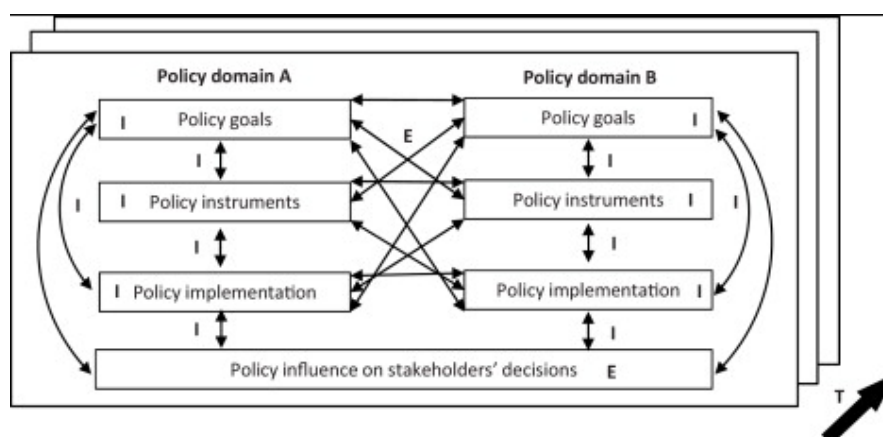 Policy domain A Policy domain B
I Policy goals Policy goals I
E
I I
I I Policy instruments Policy instruments I I
I I
I Policy implementation Policy implementation I
I I
Policy influence on stakeholders' decisions E
T